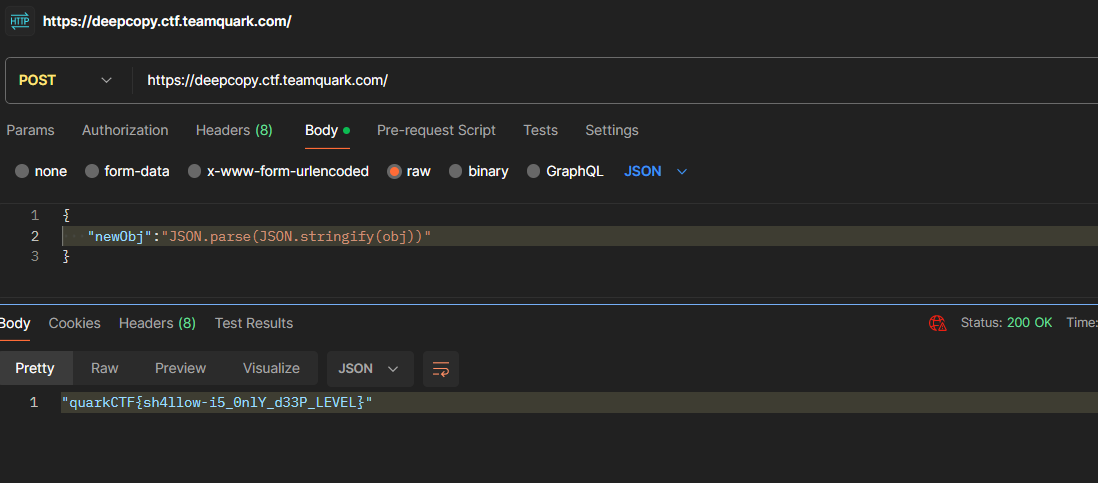 HTTP https://deepcopy.ctf.teamquark.com/
POST https://deepcopy.ctf.teamquark.com/
Params Authorization Headers (8) Body Pre-request Script Tests Settings
none form-data x-www-form-urlencoded raw binary GraphQL JSON
1 {
2 "newObj":"JSON.parse(JSON.stringify(obj))"
3 }
Body Cookies Headers (8) Test Results Status: 200 OK Time:
Pretty Raw Preview Visualize JSON
1 "quarkCTF{sh4llow-i5_0nlY_d33P_LEVEL}"